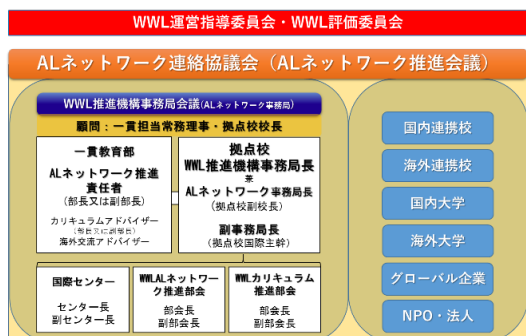 WWL運営指導委員会・WWL評価委員会
ALネットワーク連絡協議会（ALネットワーク推進会議）
WWL推進機構事務局会議(ALネットワーク事務局)
顧問：一貫担当常務理事・拠点校校長
一貫教育部
ALネットワーク推進
責任者
(部長又は副部長)
カリキュラムアドバイザー
(部長又は副部長)
海外交流アドバイザー
拠点校
WWL推進機構事務局長
兼
ALネットワーク事務局長
(拠点校副校長)
副事務局長
(拠点校国際主幹)
国際センター
センター長
副センター長
WWLALネットワー
ク推進部会
部会長
副部会長
WWLカリキュラム
推進部会
部会長
副部会長
国内連携校
海外連携校
国内大学
海外大学
グローバル企業
NPO・法人